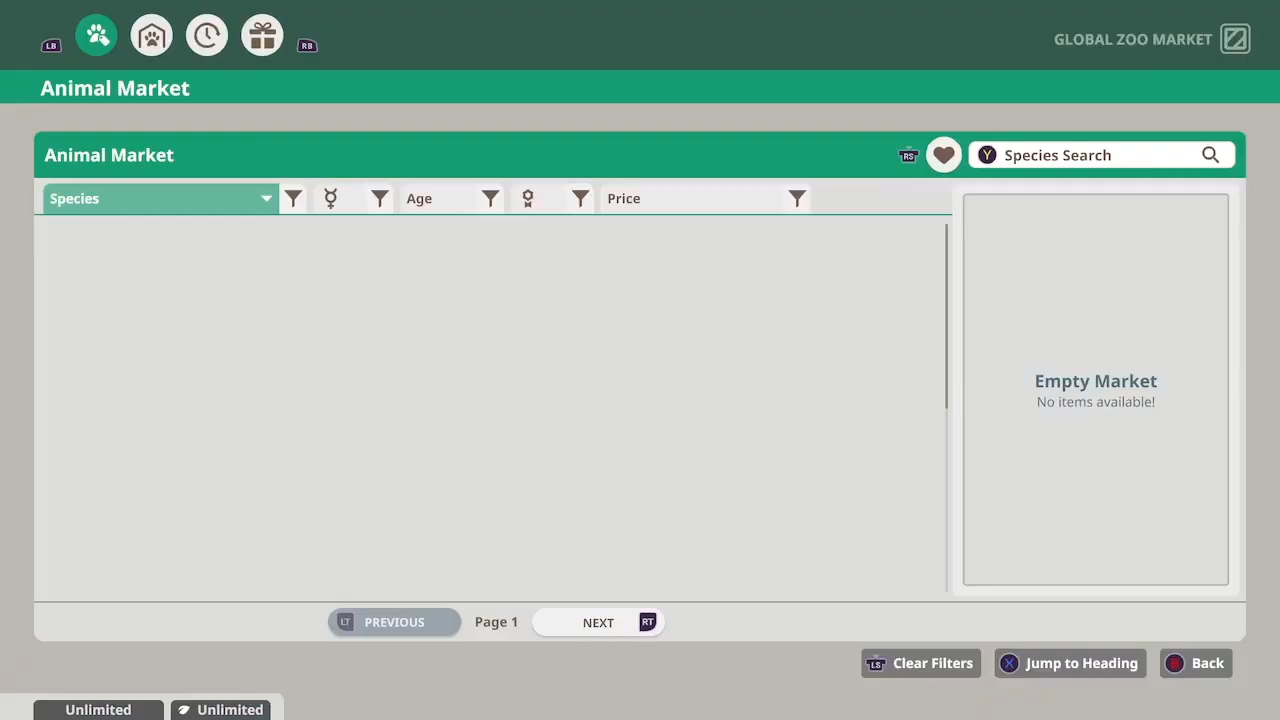 LB
RB
GLOBAL ZOO MARKET
Animal Market
Animal Market
RS
Y Species Search
Species
Age
Price
Empty Market
No items available!
LT PREVIOUS
Page 1
NEXT RT
LS Clear Filters
X Jump to Heading
B Back
Unlimited
Unlimited